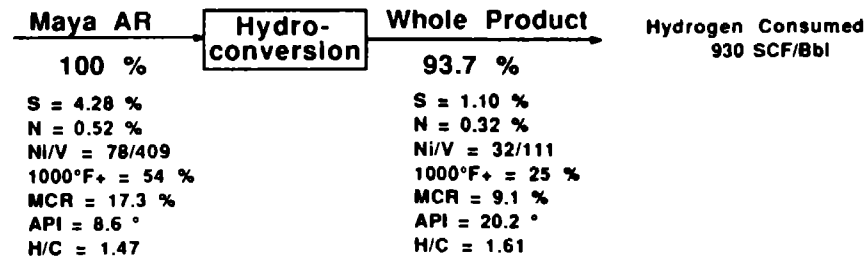 Maya AR
Hydro-
conversion
Whole Product
Hydrogen Consumed
930 SCF/Bbl
100 %
93.7 %
S = 4.28 %
N = 0.52 %
Ni/V = 78/409
1000°F+ = 54 %
MCR = 17.3 %
API = 8.6 °
H/C = 1.47
S = 1.10 %
N = 0.32 %
Ni/V = 32/111
1000°F+ = 25 %
MCR = 9.1 %
API = 20.2 °
H/C = 1.61